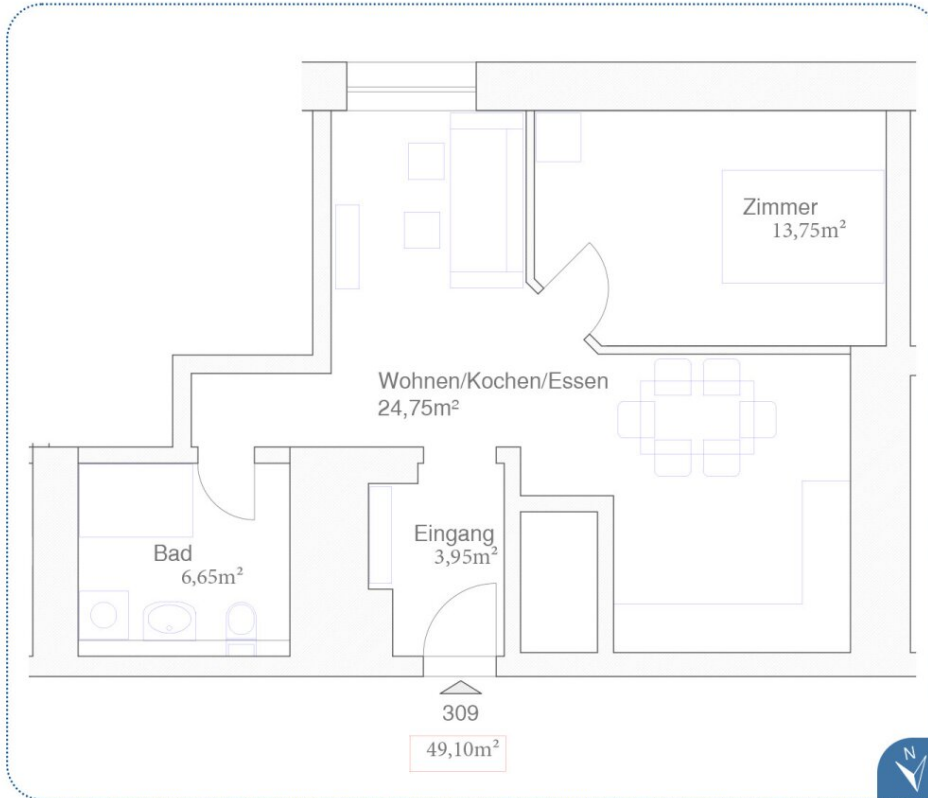 Zimmer
13,75m²
Wohnen/Kochen/Essen
24,75m²
Eingang
3,95m²
Bad
6,65m²
309
49,10m²
N